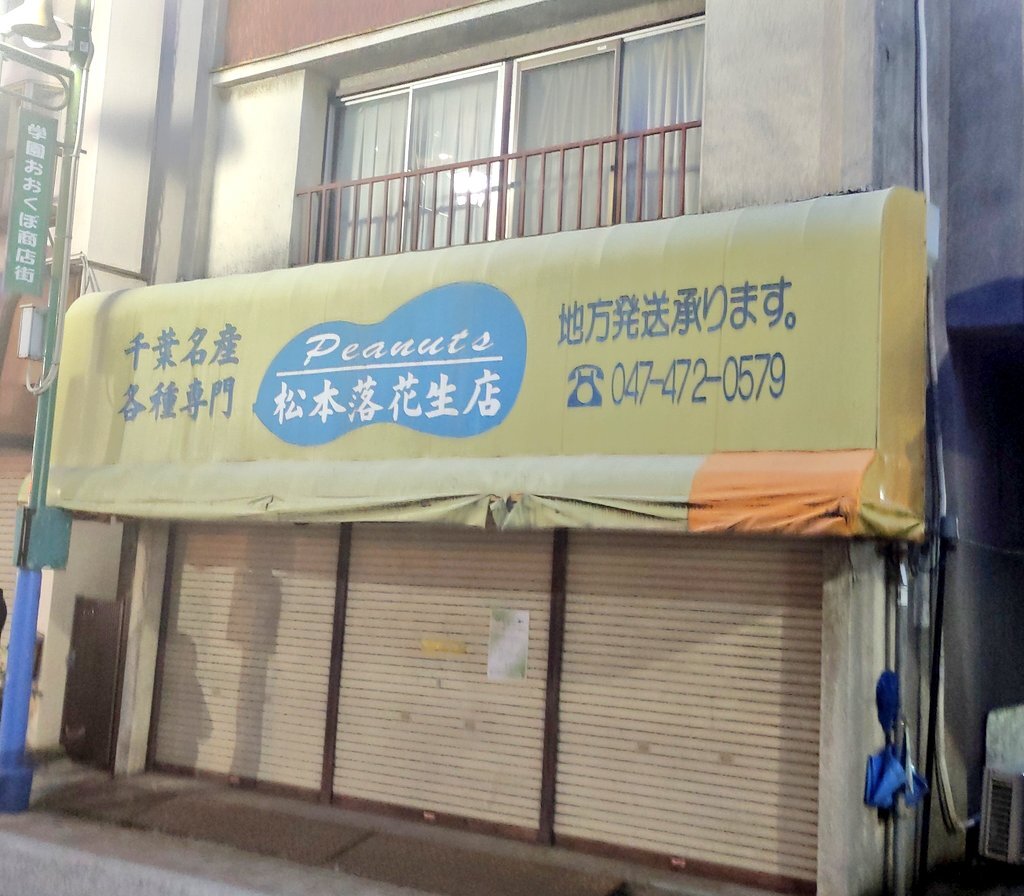 学園おおくぼ商店街
千葉名産
各種専門
Peanuts
松本落花生店
地方発送承ります。
☎047-472-0579